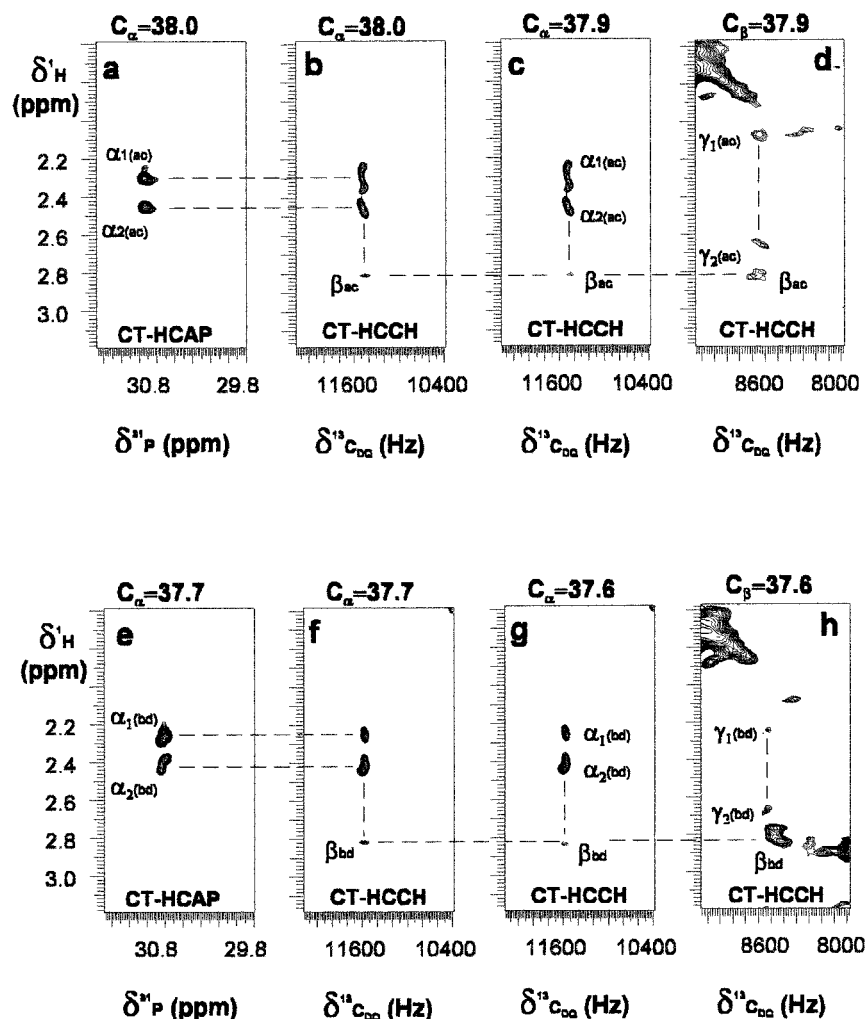 Cα=38.0 Cα=38.0 Cα=37.9 Cβ=37.9
δ¹H
(ppm)
a b c d
α1(ac) α1(ac) γ₁(ac)
2.2
2.4
α2(ac) α2(ac)
2.6
γ₂(ac)
2.8
βac βac βac
3.0
CT-HCAP CT-HCCH CT-HCCH CT-HCCH
30.8 29.8 11600 10400 11600 10400 8600 8000
δ³¹P (ppm) δ¹³CDQ (Hz) δ¹³CDQ (Hz) δ¹³CDQ (Hz)
Cα=37.7 Cα=37.7 Cα=37.6 Cβ=37.6
δ¹H
(ppm)
e f g h
α₁(bd) α₁(bd) γ₁(bd)
2.2
2.4
α₂(bd) α₂(bd)
2.6
γ₂(bd)
2.8
βbd βbd βbd
3.0
CT-HCAP CT-HCCH CT-HCCH CT-HCCH
30.8 29.8 11600 10400 11600 10400 8600 8000
δ³¹P (ppm) δ¹³CDQ (Hz) δ¹³CDQ (Hz) δ¹³CDQ (Hz)